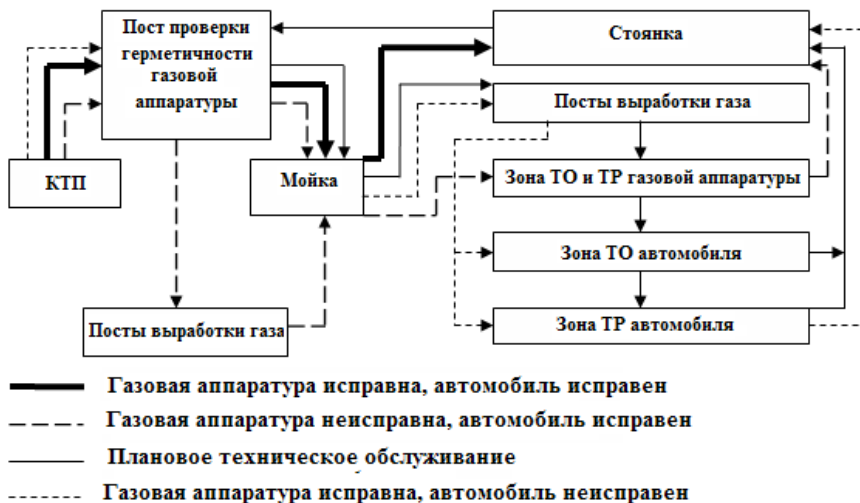 Пост проверки
герметичности
газовой
аппаратуры
Стоянка
Посты выработки газа
КТП
Мойка
Зона ТО и ТР газовой аппаратуры
Зона ТО автомобиля
Посты выработки газа
Зона ТР автомобиля
Газовая аппаратура исправна, автомобиль исправен
Газовая аппаратура неисправна, автомобиль исправен
Плановое техническое обслуживание
Газовая аппаратура исправна, автомобиль неисправен